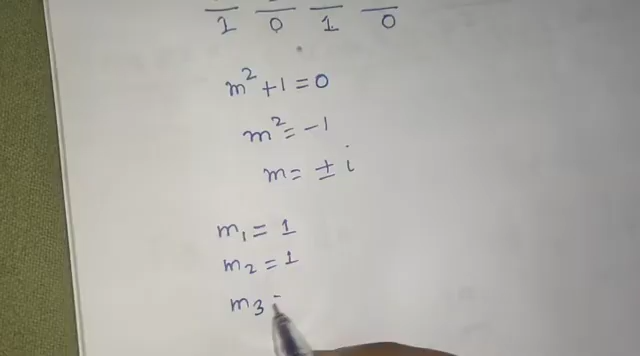 1 0 1 0
m² + 1 = 0
m² = -1
m = ± i
m₁ = 1
m₂ = 1
m₃ =